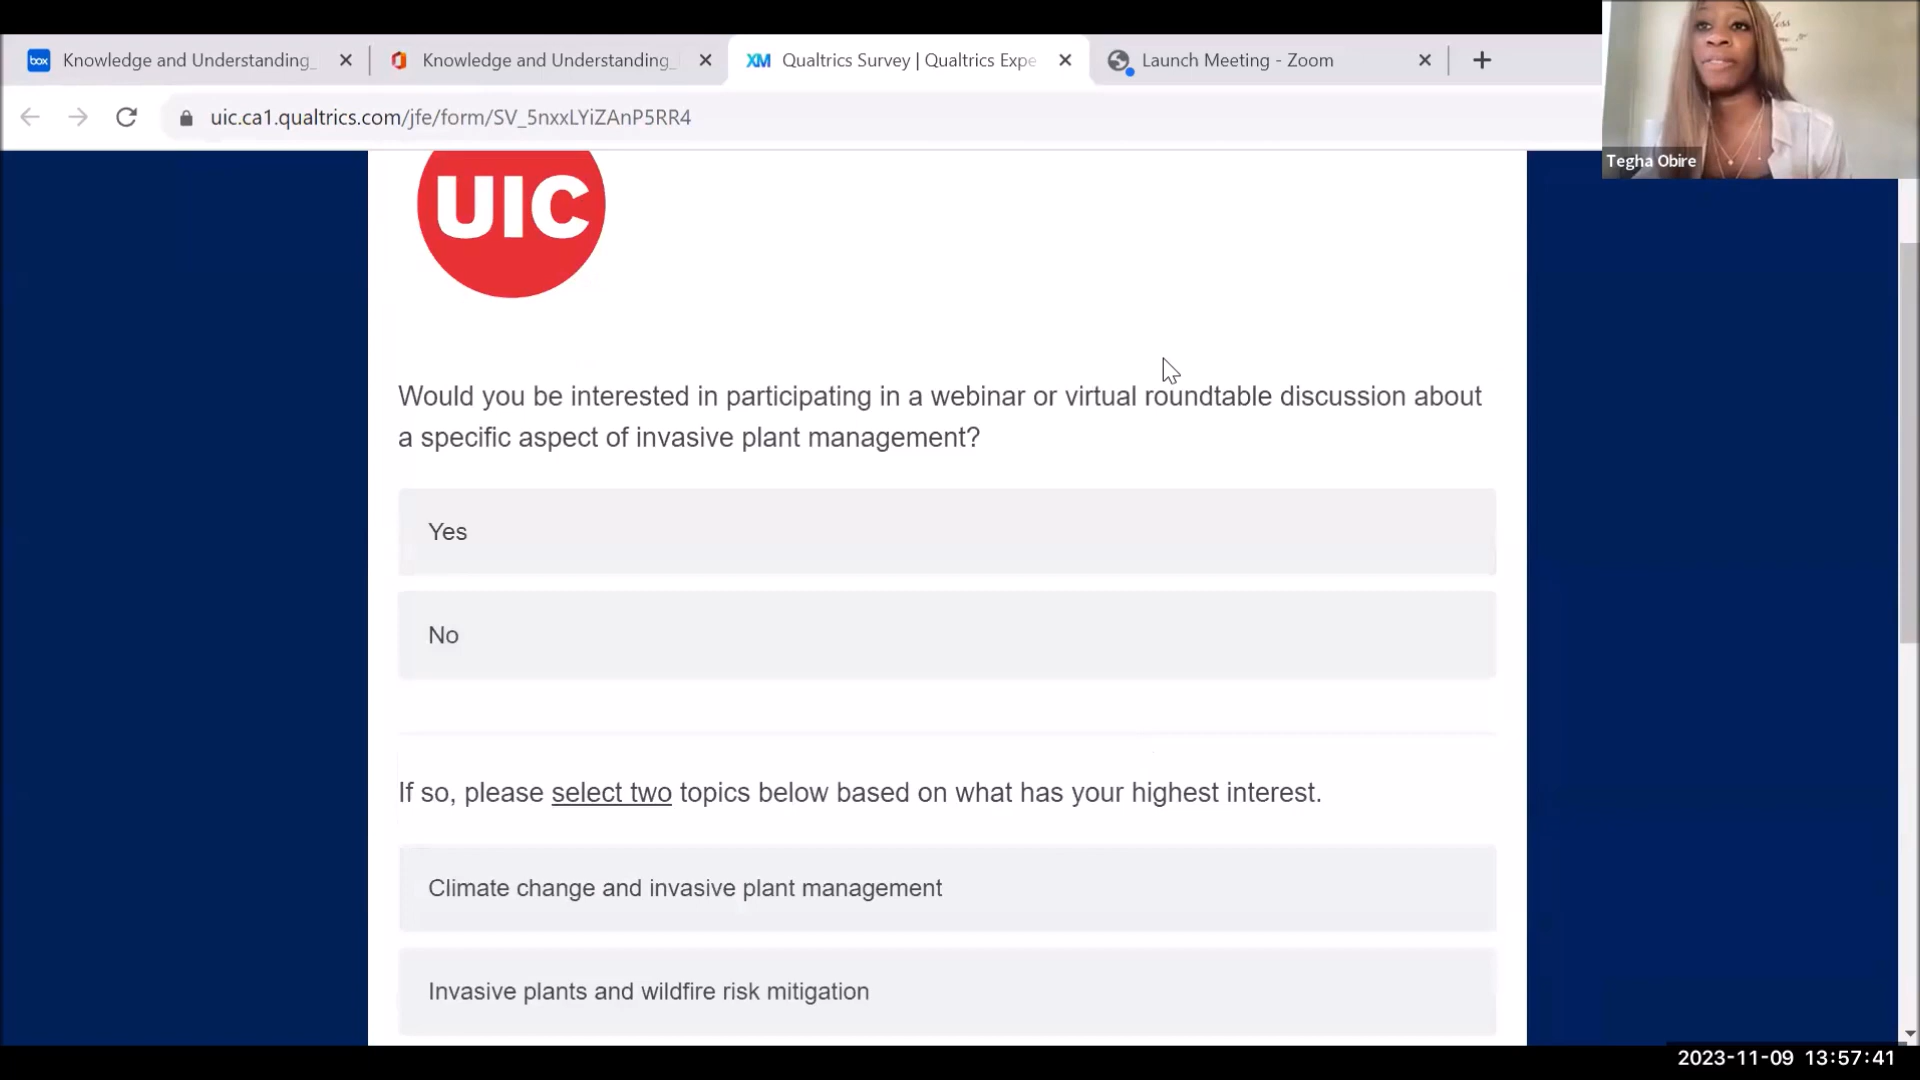 box Knowledge and Understanding_
Knowledge and Understanding_
XM Qualtrics Survey | Qualtrics Expe
Launch Meeting - Zoom
uic.ca1.qualtrics.com/jfe/form/SV_5nxxLYiZAnP5RR4
Tegha Obire
UIC
Would you be interested in participating in a webinar or virtual roundtable discussion about
a specific aspect of invasive plant management?
Yes
No
If so, please select two topics below based on what has your highest interest.
Climate change and invasive plant management
Invasive plants and wildfire risk mitigation
2023-11-09 13:57:41